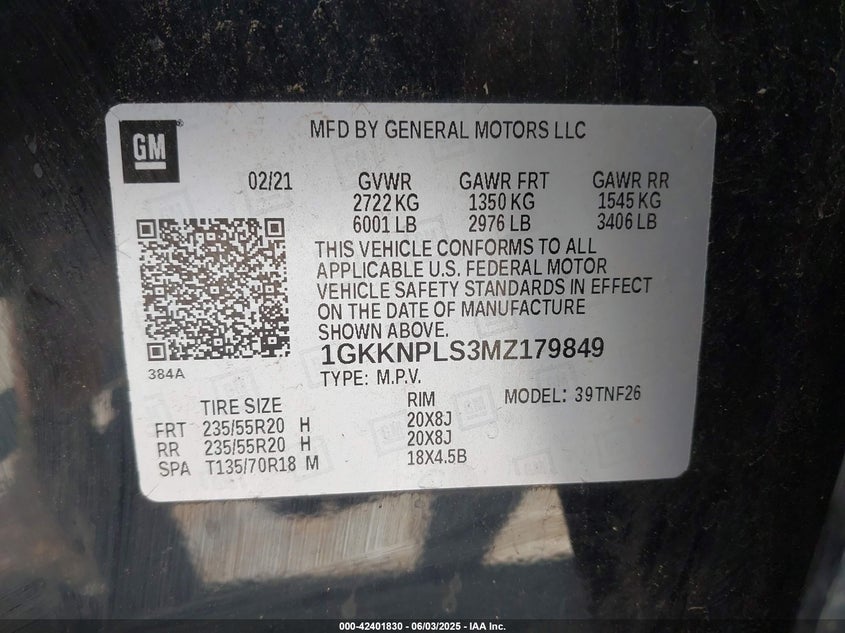 GM
MFD BY GENERAL MOTORS LLC
02/21 GVWR GAWR FRT GAWR RR
2722 KG 1350 KG 1545 KG
6001 LB 2976 LB 3406 LB
THIS VEHICLE CONFORMS TO ALL
APPLICABLE U.S. FEDERAL MOTOR
VEHICLE SAFETY STANDARDS IN EFFECT
ON THE DATE OF MANUFACTURE
SHOWN ABOVE.
1GKKNPLS3MZ179849
384A
TYPE: M.P.V.
TIRE SIZE RIM MODEL: 39TNF26
FRT 235/55R20 H 20X8J
RR 235/55R20 H 20X8J
SPA T135/70R18 M 18X4.5B
000-42401830 - 06/03/2025 - IAA Inc.